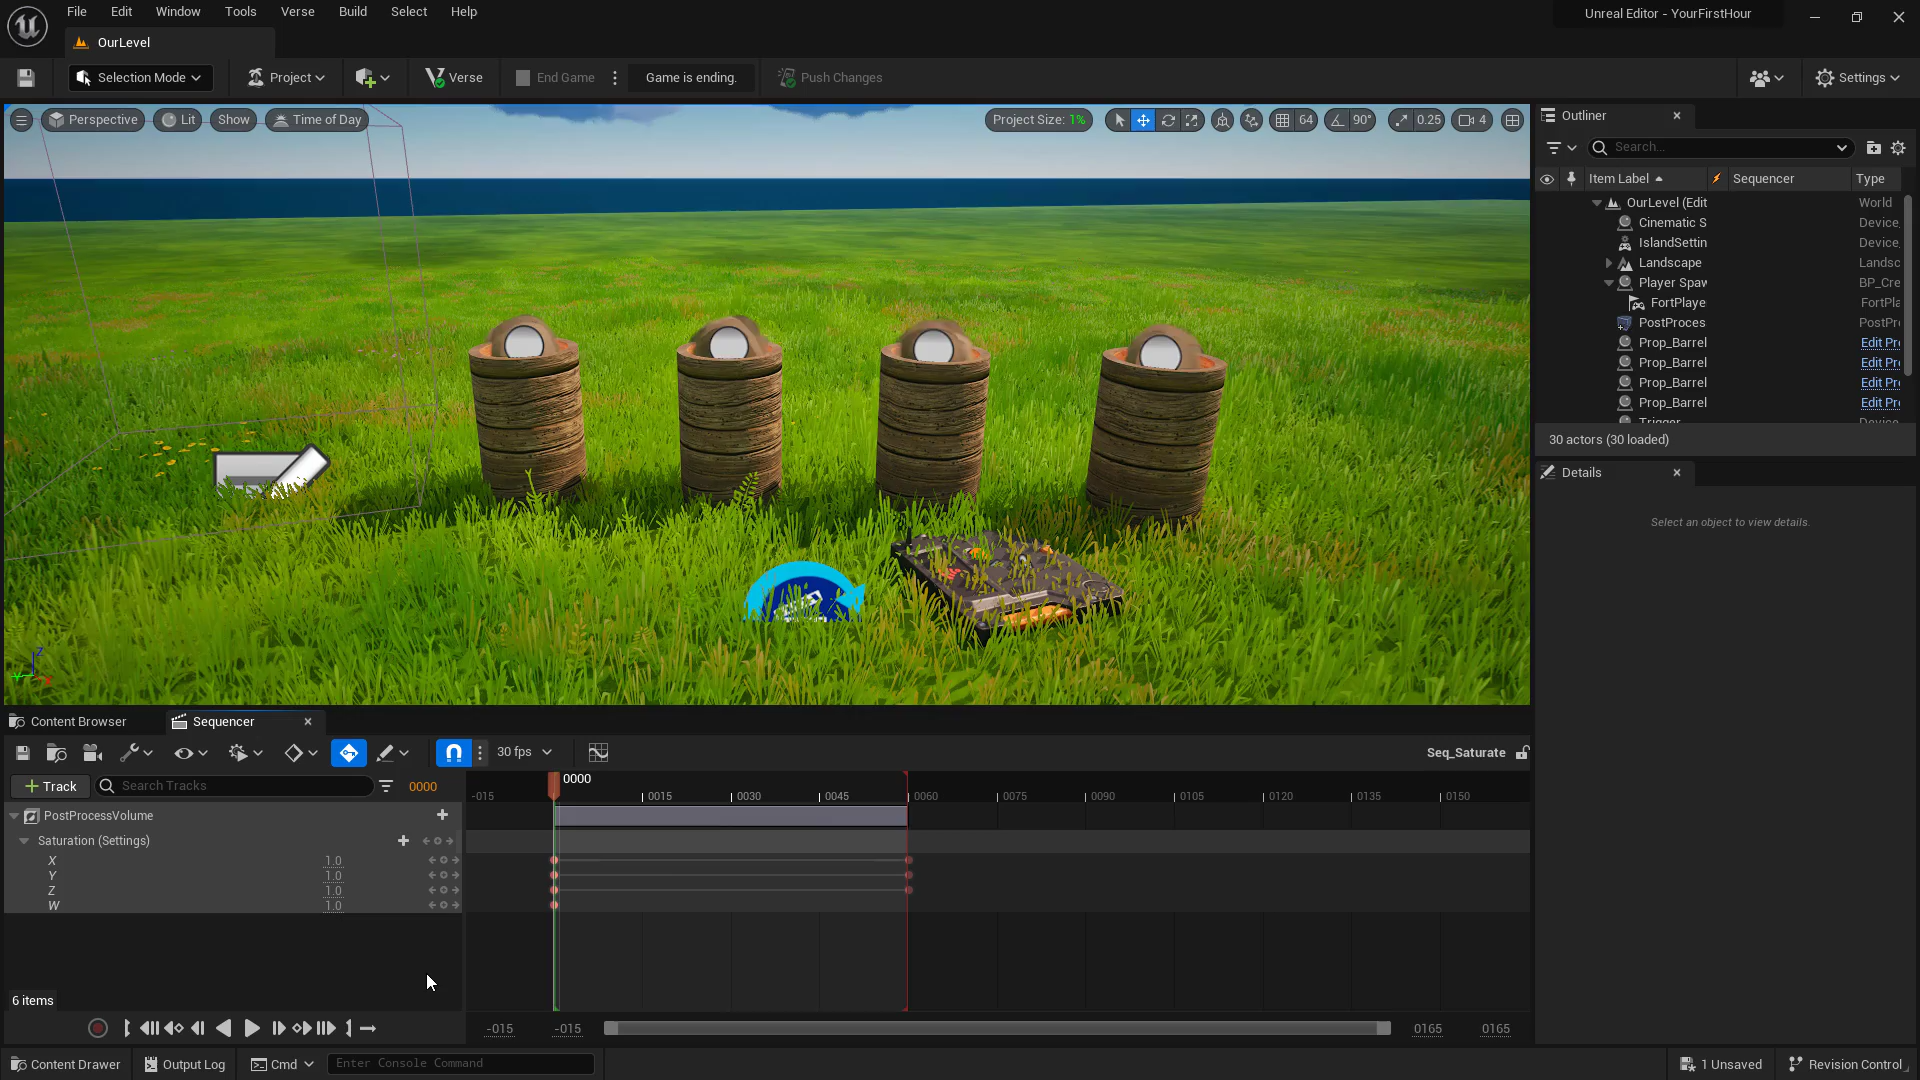 File Edit Window Tools Verse Build Select Help
Unreal Editor - YourFirstHour
OurLevel
Selection Mode Project Verse End Game Game is ending. Push Changes Settings
Perspective Lit Show Time of Day Project Size: 1% 64 90° 0.25 4
Outliner
Search...
Item Label Sequencer Type
OurLevel (Edit World
Cinematic S Device
IslandSettin Device
Landscape Landsc
Player Spaw BP_Cre
FortPlaye FortPla
PostProces PostPr
Prop_Barrel Edit Pr
Prop_Barrel Edit Pr
Prop_Barrel Edit Pr
Prop_Barrel Edit Pr
Trigger Device
30 actors (30 loaded)
Details
Select an object to view details.
Z
Content Browser Sequencer
30 fps Seq_Saturate
Track Search Tracks 0000
0000
-015 0015 0030 0045 0060 0075 0090 0105 0120 0135 0150
PostProcessVolume
Saturation (Settings)
X 1.0
Y 1.0
Z 1.0
W 1.0
6 items
-015 -015 0165 0165
Content Drawer Output Log Cmd Enter Console Command 1 Unsaved Revision Control